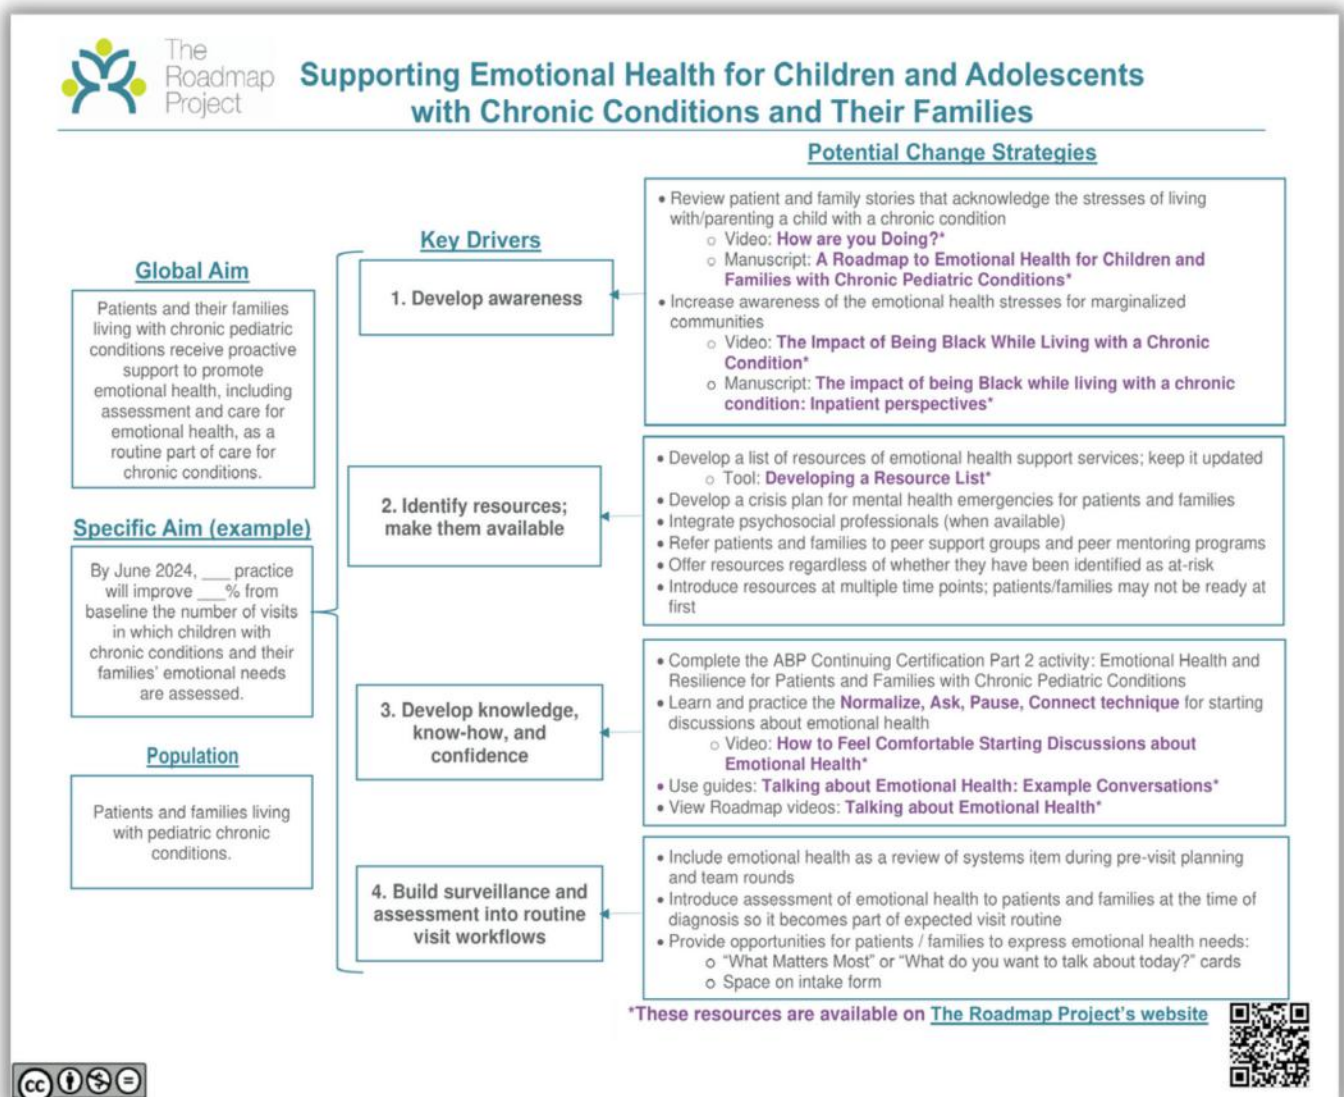 The
Roadmap
Project
Supporting Emotional Health for Children and Adolescents
with Chronic Conditions and Their Families
Global Aim
Patients and their families
living with chronic pediatric
conditions receive proactive
support to promote
emotional health, including
assessment and care for
emotional health, as a
routine part of care for
chronic conditions.
Specific Aim (example)
By June 2024, ___ practice
will improve ___% from
baseline the number of visits
in which children with
chronic conditions and their
families' emotional needs
are assessed.
Population
Patients and families living
with pediatric chronic
conditions.
Key Drivers
1. Develop awareness
2. Identify resources;
make them available
3. Develop knowledge,
know-how, and
confidence
4. Build surveillance and
assessment into routine
visit workflows
Potential Change Strategies
• Review patient and family stories that acknowledge the stresses of living
with/parenting a child with a chronic condition
o Video: How are you Doing?*
o Manuscript: A Roadmap to Emotional Health for Children and
Families with Chronic Pediatric Conditions*
• Increase awareness of the emotional health stresses for marginalized
communities
o Video: The Impact of Being Black While Living with a Chronic
Condition*
o Manuscript: The impact of being Black while living with a chronic
condition: Inpatient perspectives*
• Develop a list of resources of emotional health support services; keep it updated
o Tool: Developing a Resource List*
• Develop a crisis plan for mental health emergencies for patients and families
• Integrate psychosocial professionals (when available)
• Refer patients and families to peer support groups and peer mentoring programs
• Offer resources regardless of whether they have been identified as at-risk
• Introduce resources at multiple time points; patients/families may not be ready at
first
• Complete the ABP Continuing Certification Part 2 activity: Emotional Health and
Resilience for Patients and Families with Chronic Pediatric Conditions
• Learn and practice the Normalize, Ask, Pause, Connect technique for starting
discussions about emotional health
o Video: How to Feel Comfortable Starting Discussions about
Emotional Health*
• Use guides: Talking about Emotional Health: Example Conversations*
• View Roadmap videos: Talking about Emotional Health*
• Include emotional health as a review of systems item during pre-visit planning
and team rounds
• Introduce assessment of emotional health to patients and families at the time of
diagnosis so it becomes part of expected visit routine
• Provide opportunities for patients / families to express emotional health needs:
o "What Matters Most" or "What do you want to talk about today?" cards
o Space on intake form
*These resources are available on The Roadmap Project's website
cc